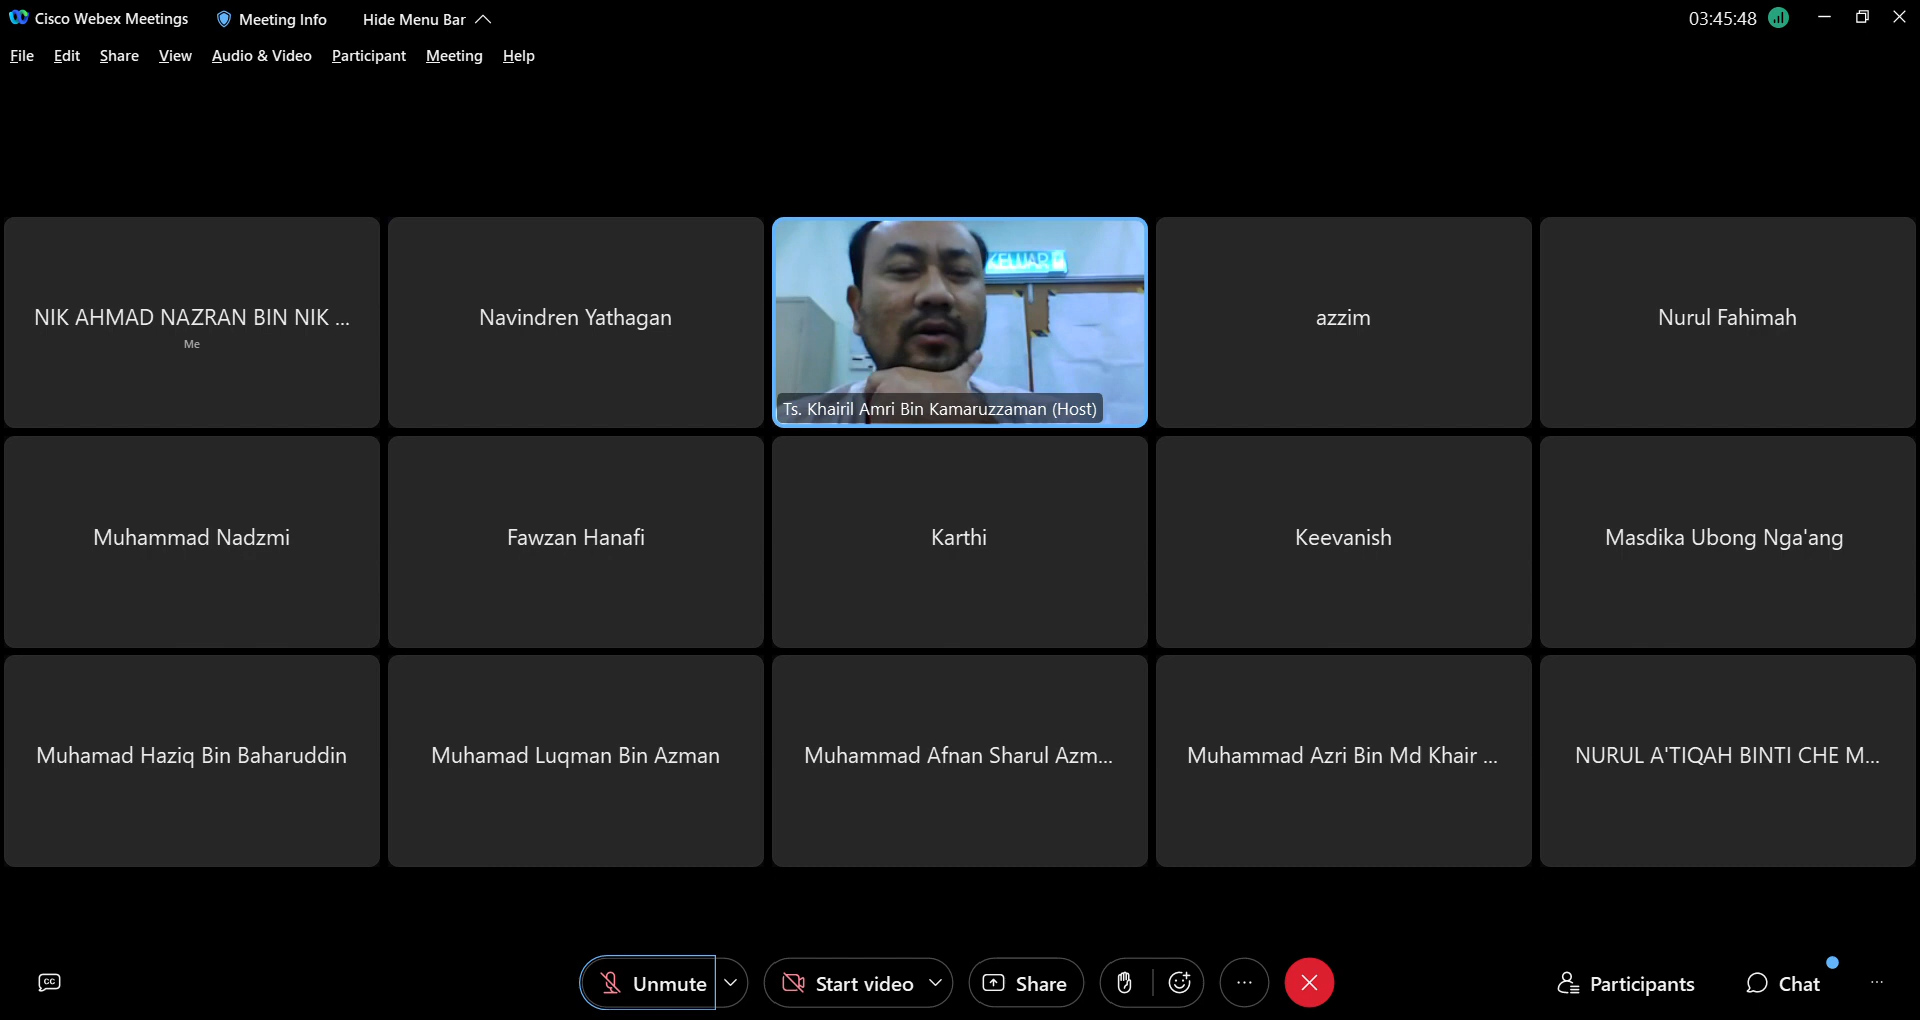 Cisco Webex Meetings Meeting Info Hide Menu Bar 03:45:48
File Edit Share View Audio & Video Participant Meeting Help
NIK AHMAD NAZRAN BIN NIK ...
Me
Navindren Yathagan
KELUAR
Ts. Khairil Amri Bin Kamaruzzaman (Host)
azzim
Nurul Fahimah
Muhammad Nadzmi
Fawzan Hanafi
Karthi
Keevanish
Masdika Ubong Nga'ang
Muhamad Haziq Bin Baharuddin
Muhamad Luqman Bin Azman
Muhammad Afnan Sharul Azm...
Muhammad Azri Bin Md Khair ...
NURUL A'TIQAH BINTI CHE M...
CC Unmute Start video Share Participants Chat